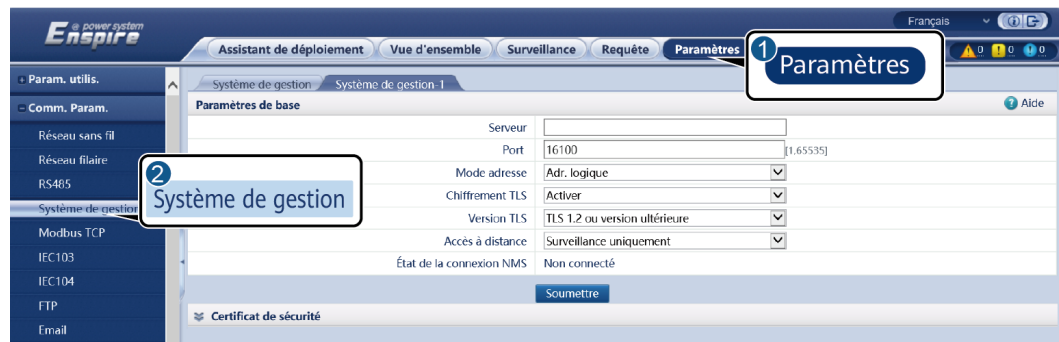 @ power system
Enspire
Français
Assistant de déploiement
Vue d'ensemble
Surveillance
Requête
Paramètres
1
Paramètres
0
0
0
Param. utilis.
Comm. Param.
Réseau sans fil
Réseau filaire
RS485
Système de gestion
Modbus TCP
IEC103
IEC104
FTP
Email
2
Système de gestion
Système de gestion
Système de gestion-1
Paramètres de base
Aide
Serveur
Port
16100
[1.65535]
Mode adresse
Adr. logique
Chiffrement TLS
Activer
Version TLS
TLS 1.2 ou version ultérieure
Accès à distance
Surveillance uniquement
État de la connexion NMS
Non connecté
Soumettre
Certificat de sécurité